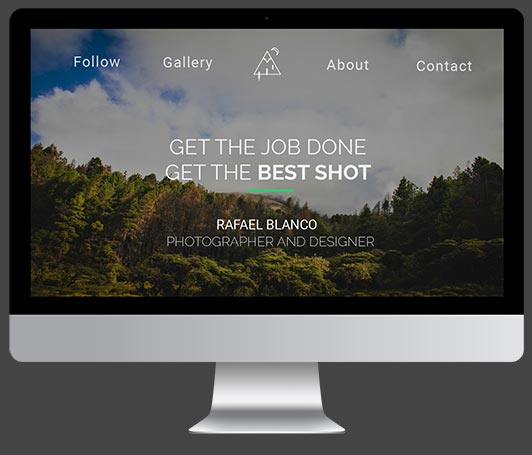 Follow Gallery About Contact
GET THE JOB DONE
GET THE BEST SHOT
RAFAEL BLANCO
PHOTOGRAPHER AND DESIGNER